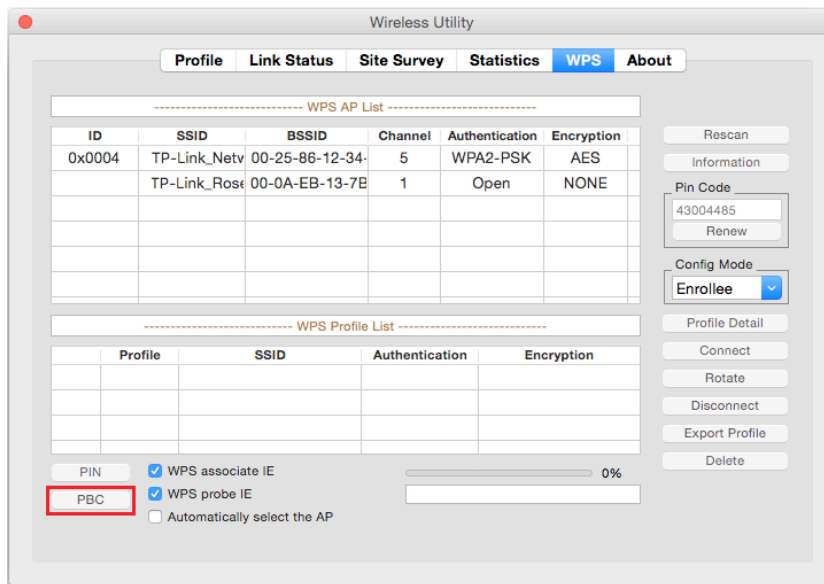 Wireless Utility
Profile Link Status Site Survey Statistics WPS About
---------------------------- WPS AP List ----------------------------
ID SSID BSSID Channel Authentication Encryption
0x0004 TP-Link_Netw 00-25-86-12-34- 5 WPA2-PSK AES
TP-Link_Rose 00-0A-EB-13-7B 1 Open NONE
Rescan
Information
Pin Code
43004485
Renew
Config Mode
Enrollee
---------------------------- WPS Profile List ----------------------------
Profile SSID Authentication Encryption
Profile Detail
Connect
Rotate
Disconnect
Export Profile
Delete
PIN WPS associate IE 0%
PBC WPS probe IE
Automatically select the AP